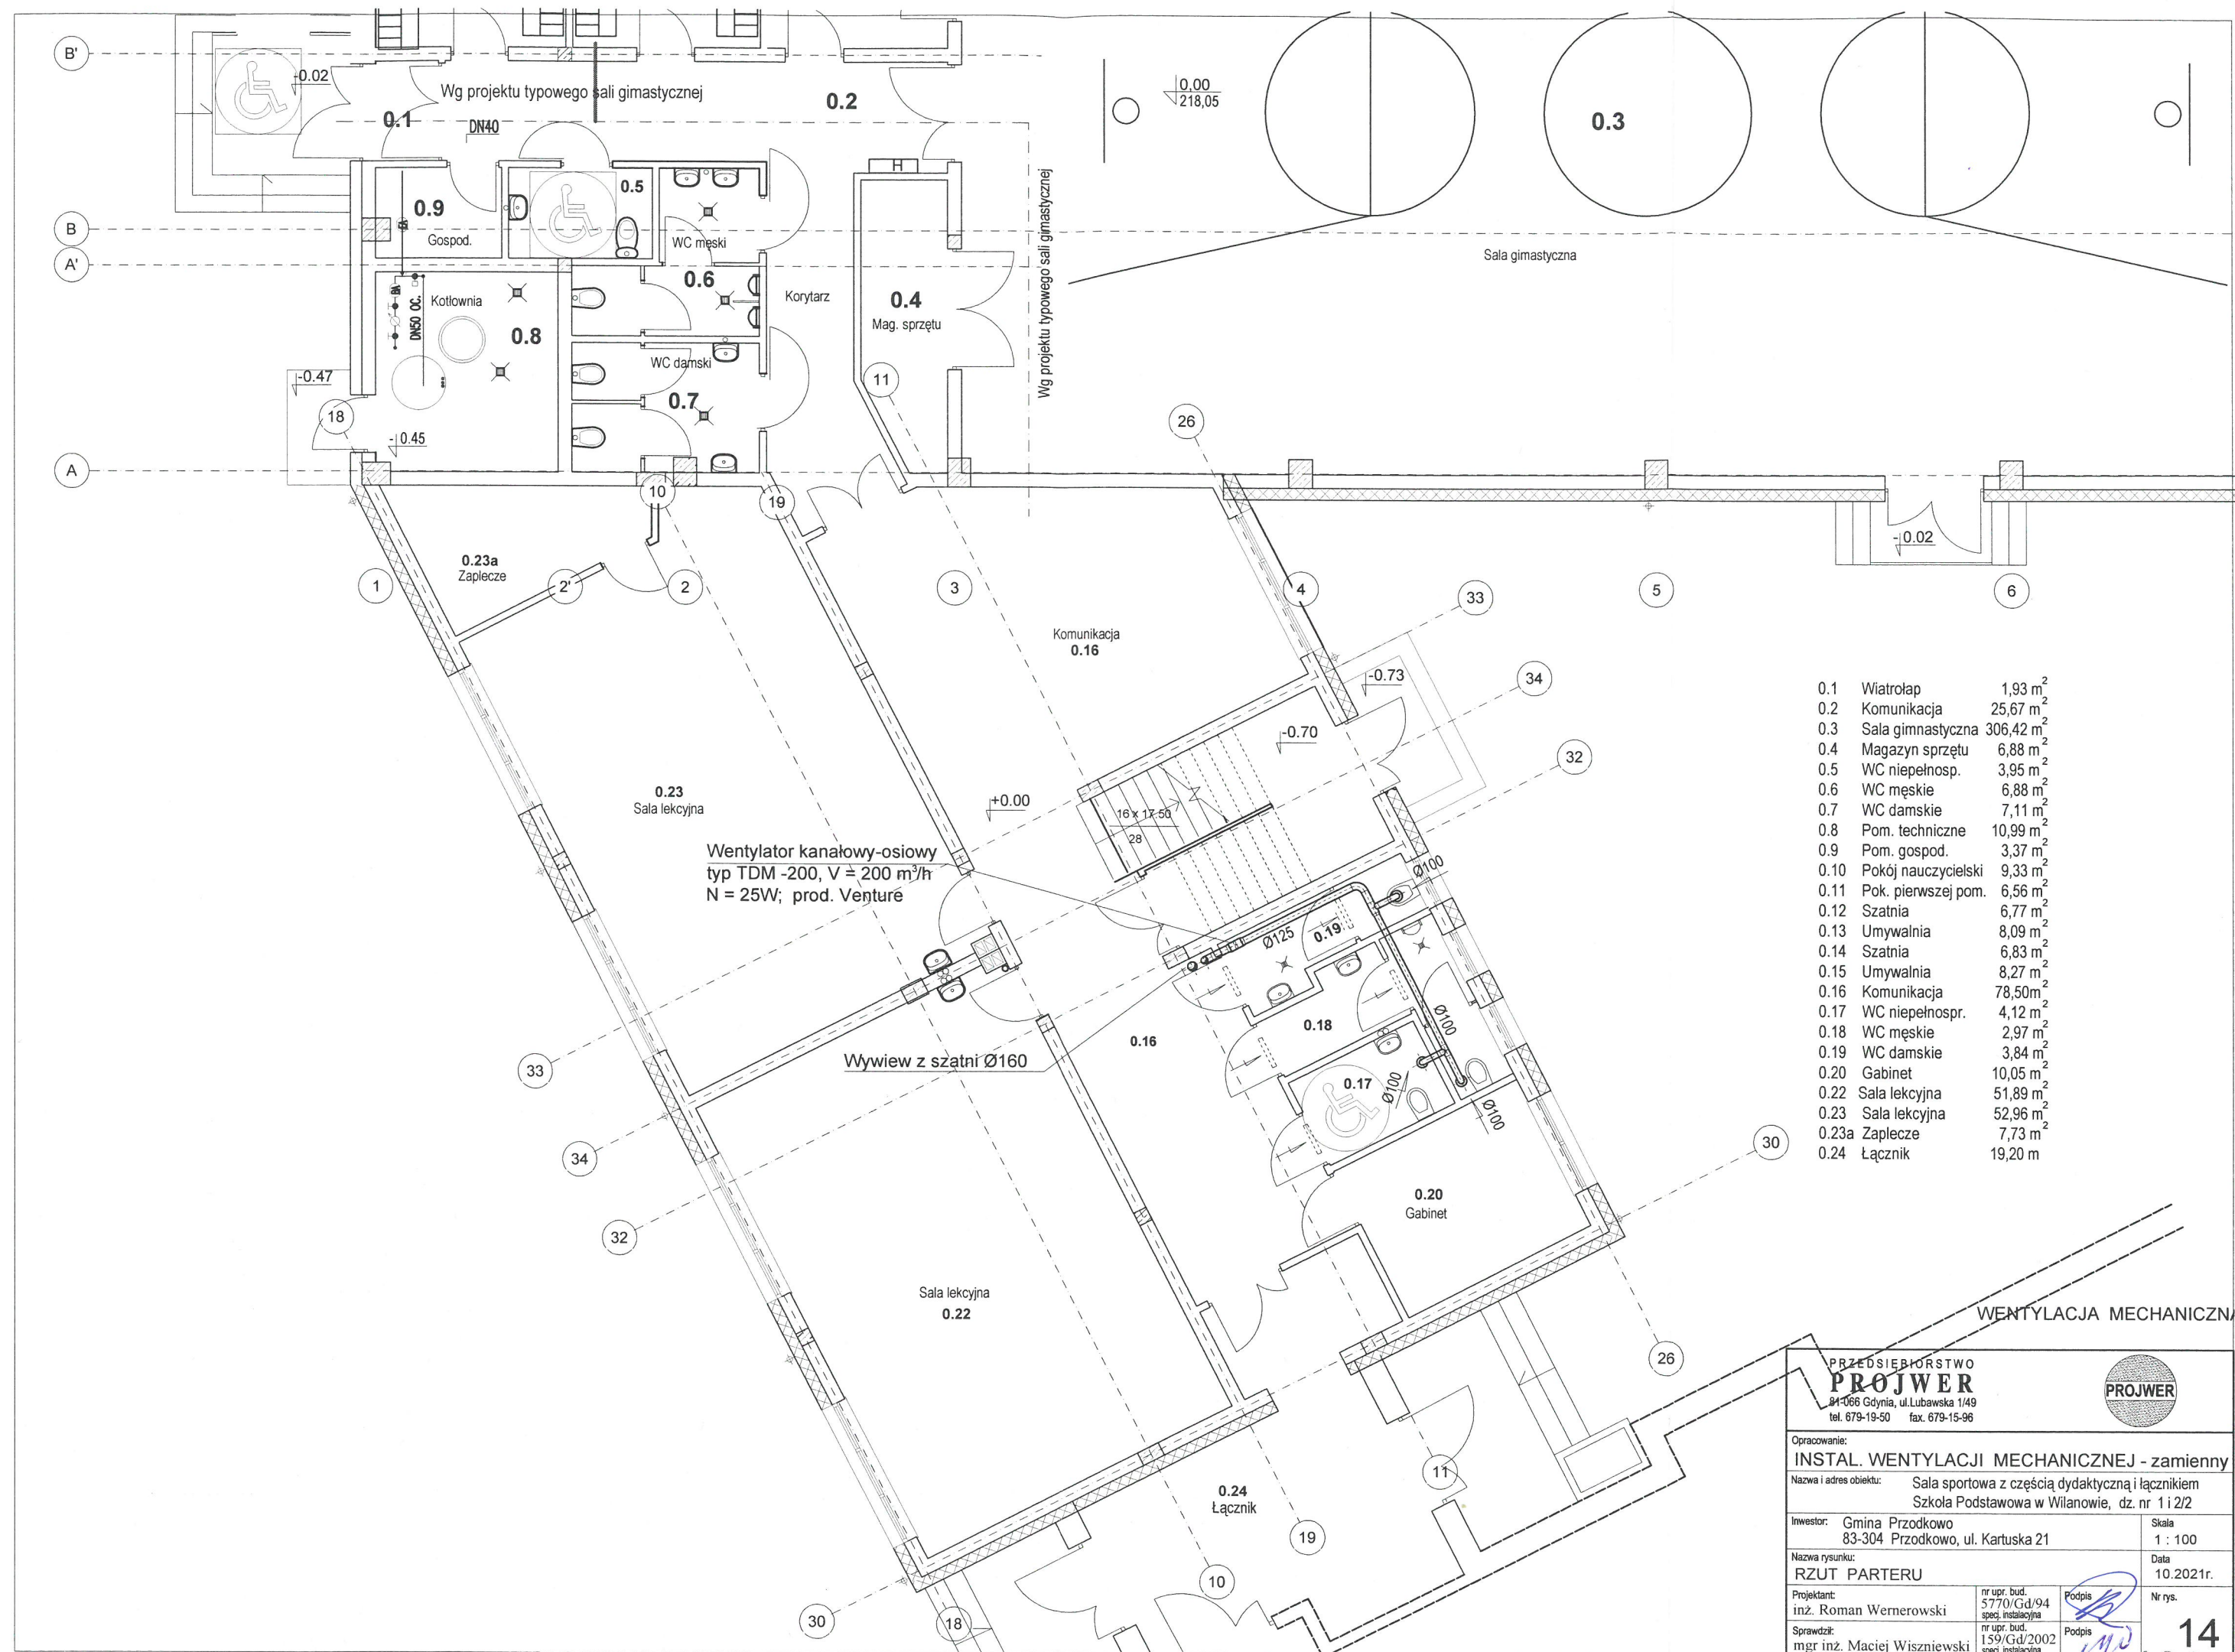 B'
-0.02
Wg projektu typowego sali gimastycznej
0.1
DN40
0.2
0,00
218,05
0.3
H
0.5
0.9
Gospod.
B
WC męski
A'
0.6
Kotłownia
DN50 OC.
0.8
Korytarz
0.4
Mag. sprzętu
Wg projektu typowego sali gimastycznej
Sala gimastyczna
WC damski
0.7
-0.47
18
-0.45
11
26
A
10
19
-0.02
0.23a
Zaplecze
1
2'
2
3
4
5
6
33
Komunikacja
0.16
-0.73
34
-0.70
32
0.23
Sala lekcyjna
+0.00
16 x 17.50
28
Wentylator kanałowy-osiowy
typ TDM -200, V = 200 m³/h
N = 25W; prod. Venture
Ø100
Ø125
0.19
0.16
0.18
Ø100
Wywiew z szatni Ø160
33
0.17
Ø100
Ø100
34
30
0.20
Gabinet
32
Sala lekcyjna
0.22
26
11
0.24
Łącznik
19
10
30
18
0.1 Wiatrołap 1,93 m²
0.2 Komunikacja 25,67 m²
0.3 Sala gimnastyczna 306,42 m²
0.4 Magazyn sprzętu 6,88 m²
0.5 WC niepełnosp. 3,95 m²
0.6 WC męskie 6,88 m²
0.7 WC damskie 7,11 m²
0.8 Pom. techniczne 10,99 m²
0.9 Pom. gospod. 3,37 m²
0.10 Pokój nauczycielski 9,33 m²
0.11 Pok. pierwszej pom. 6,56 m²
0.12 Szatnia 6,77 m²
0.13 Umywalnia 8,09 m²
0.14 Szatnia 6,83 m²
0.15 Umywalnia 8,27 m²
0.16 Komunikacja 78,50m²
0.17 WC niepełnospr. 4,12 m²
0.18 WC męskie 2,97 m²
0.19 WC damskie 3,84 m²
0.20 Gabinet 10,05 m²
0.22 Sala lekcyjna 51,89 m²
0.23 Sala lekcyjna 52,96 m²
0.23a Zaplecze 7,73 m²
0.24 Łącznik 19,20 m
WENTYLACJA MECHANICZNA
PRZEDSIĘBIORSTWO
PROJWER
81-066 Gdynia, ul.Lubawska 1/49
tel. 679-19-50 fax. 679-15-96
PROJWER
Opracowanie:
INSTAL. WENTYLACJI MECHANICZNEJ - zamienny
Nazwa i adres obiektu: Sala sportowa z częścią dydaktyczną i łącznikiem
Szkoła Podstawowa w Wilanowie, dz. nr 1 i 2/2
Inwestor: Gmina Przodkowo
83-304 Przodkowo, ul. Kartuska 21
Skala
1 : 100
Nazwa rysunku:
RZUT PARTERU
Data
10.2021r.
Projektant:
inż. Roman Wernerowski
nr upr. bud.
5770/Gd/94
specj. instalacyjna
Podpis
Nr rys.
14
Sprawdził:
mgr inż. Maciej Wiszniewski
nr upr. bud.
159/Gd/2002
specj. instalacyjna
Podpis